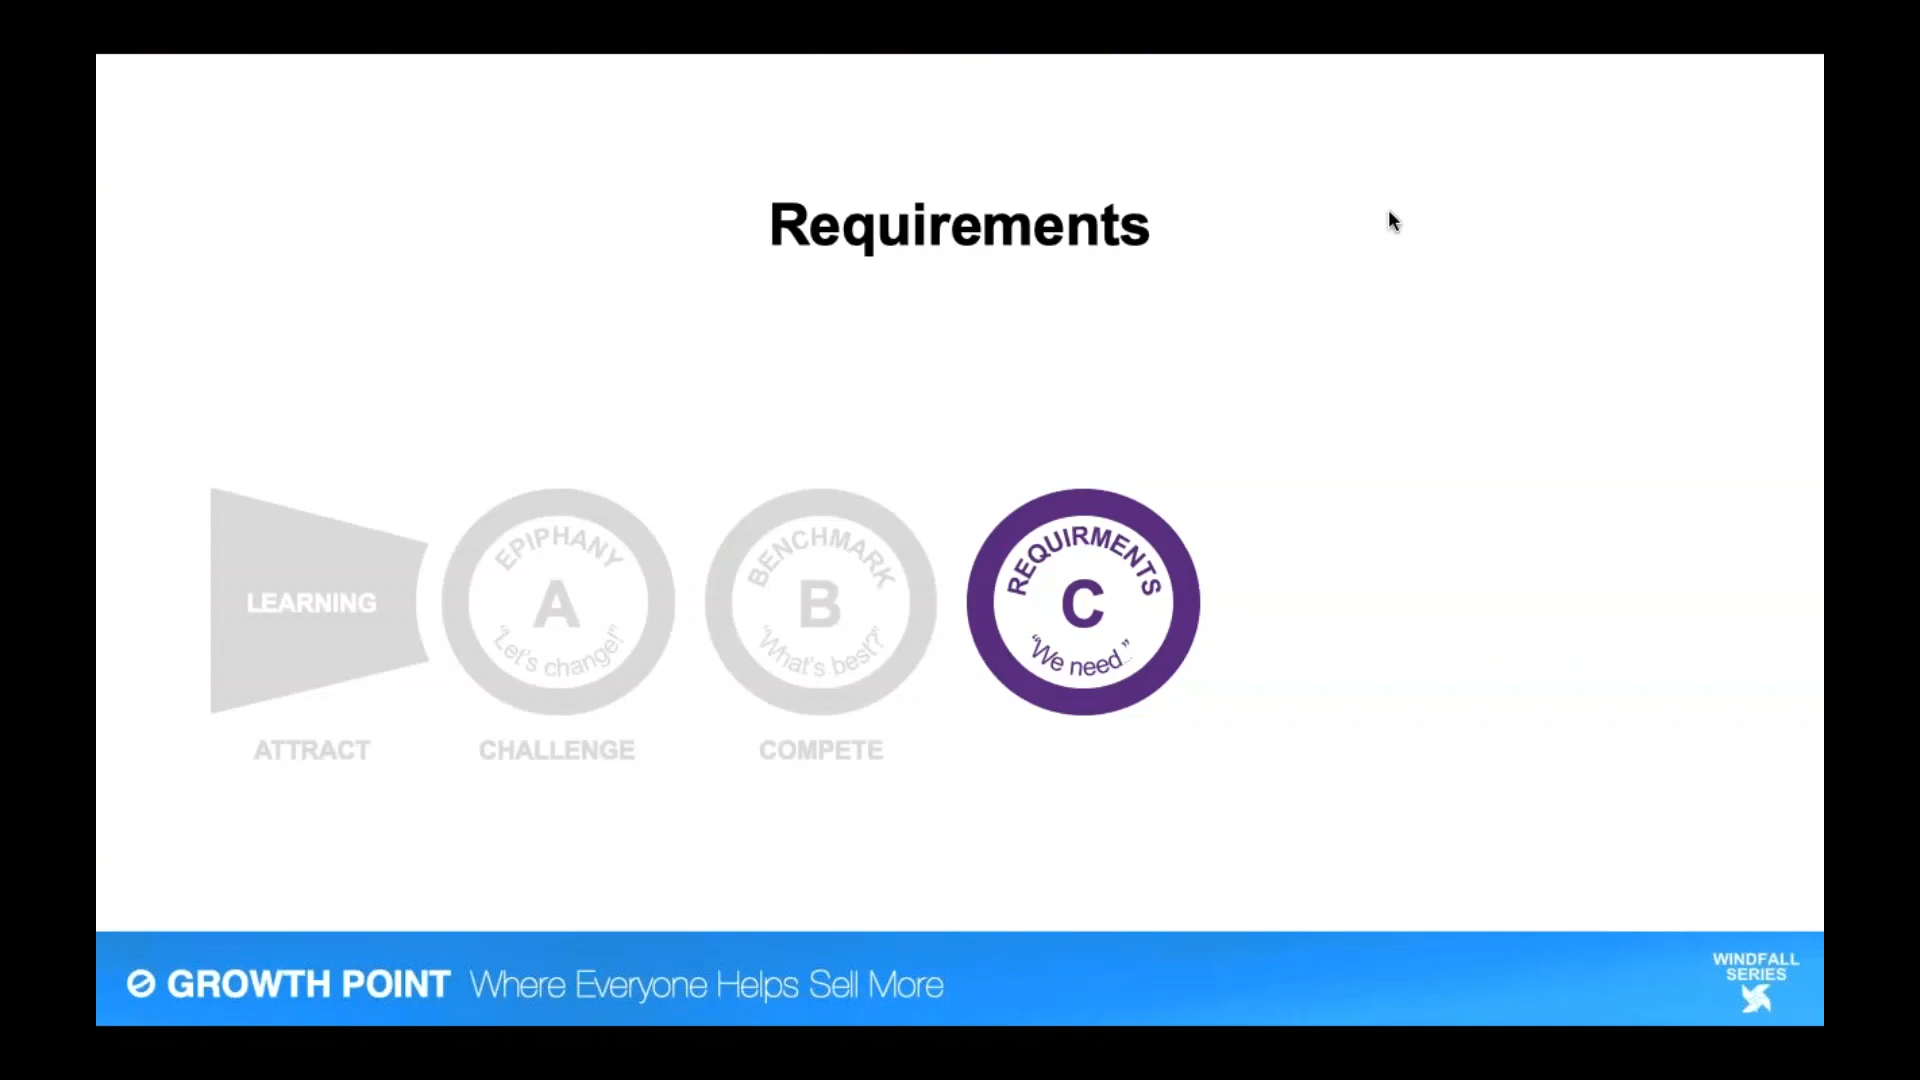 Requirements
LEARNING
EPIPHANY
A
“Let’s change!”
BENCHMARK
B
“What’s best?”
REQUIRMENTS
C
“We need...”
ATTRACT
CHALLENGE
COMPETE
GROWTH POINT Where Everyone Helps Sell More
WINDFALL
SERIES